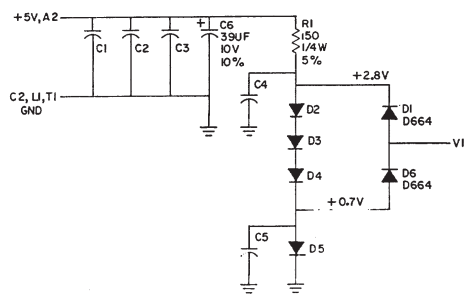 +5V, A2
C1
C2
C3
+
C6
39UF
10V
10%
R1
150
1/4W
5%
C2, U1, T1
GND
C4
+2.8V
D2
D1
D664
D3
V1
D4
D6
D664
+0.7V
C5
D5